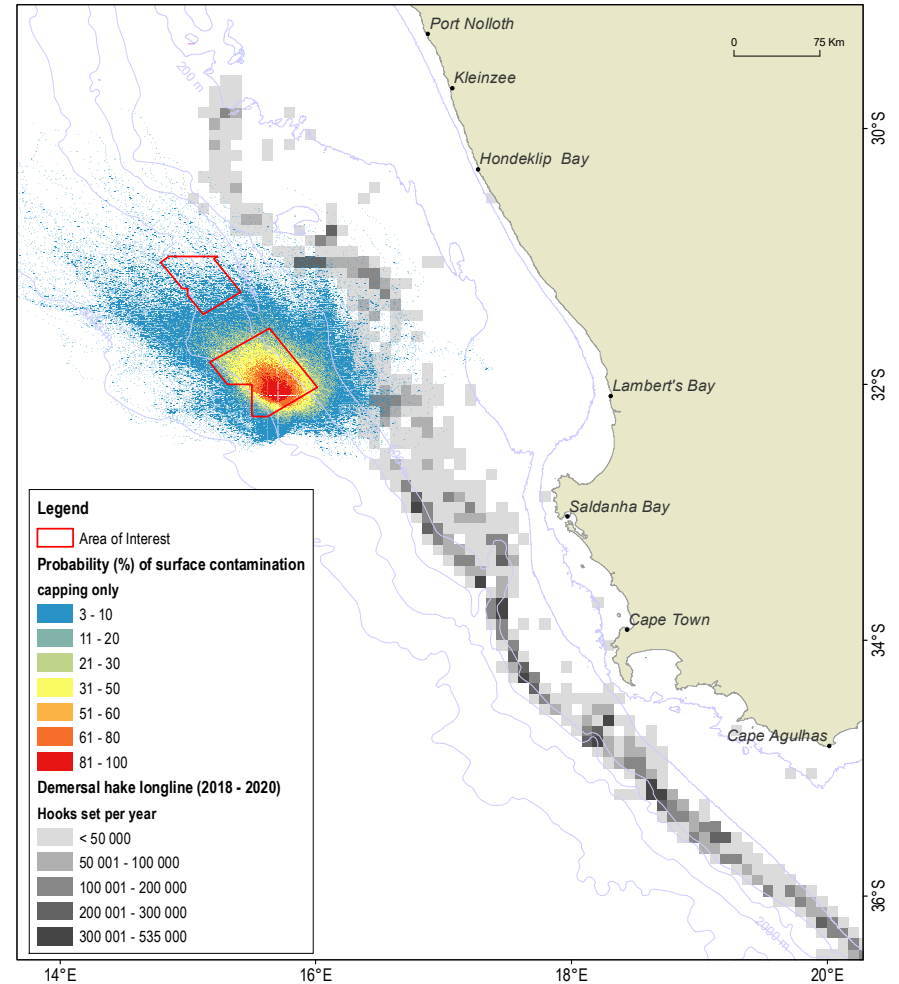 Port Nolloth
0 75 Km
200 m
Kleinzee
30°S
Hondeklip Bay
32°S
Lambert's Bay
Saldanha Bay
Cape Town
34°S
Cape Agulhas
36°S
2000 m
Legend
Area of Interest
Probability (%) of surface contamination
capping only
3 - 10
11 - 20
21 - 30
31 - 50
51 - 60
61 - 80
81 - 100
Demersal hake longline (2018 - 2020)
Hooks set per year
< 50 000
50 001 - 100 000
100 001 - 200 000
200 001 - 300 000
300 001 - 535 000
14°E 16°E 18°E 20°E